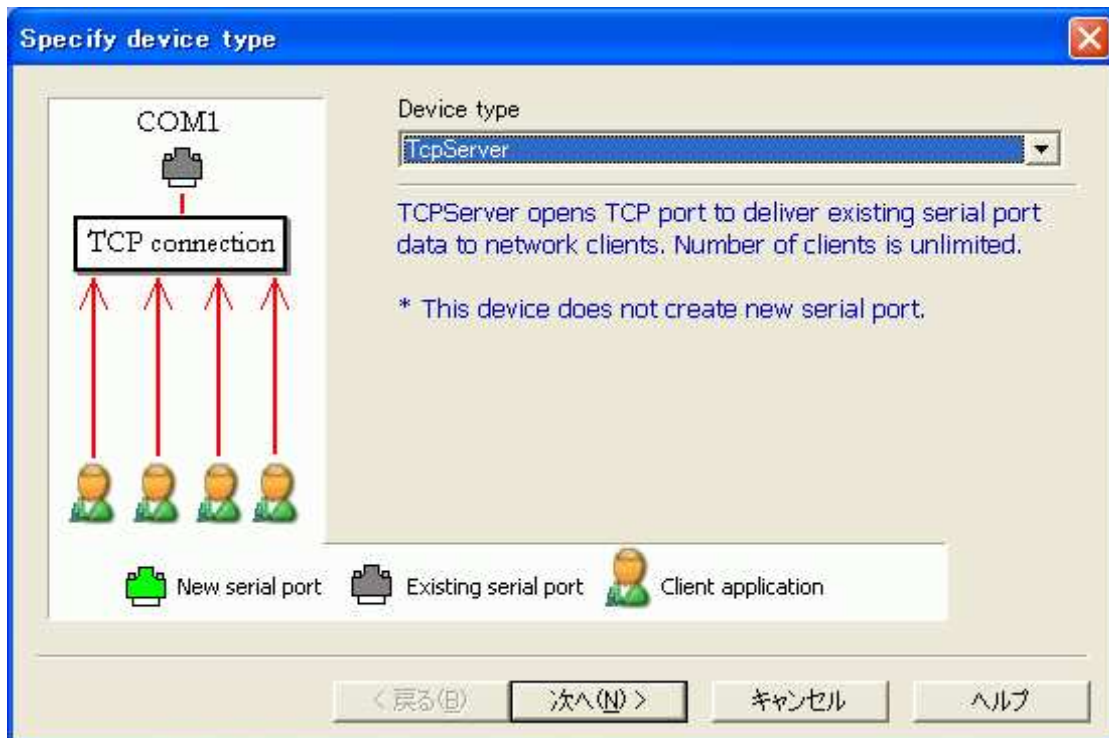 Specify device type
COM1
TCP connection
Device type
TcpServer
TCPServer opens TCP port to deliver existing serial port
data to network clients. Number of clients is unlimited.
* This device does not create new serial port.
New serial port
Existing serial port
Client application
< 戻る(B)
次へ(N) >
キャンセル
ヘルプ